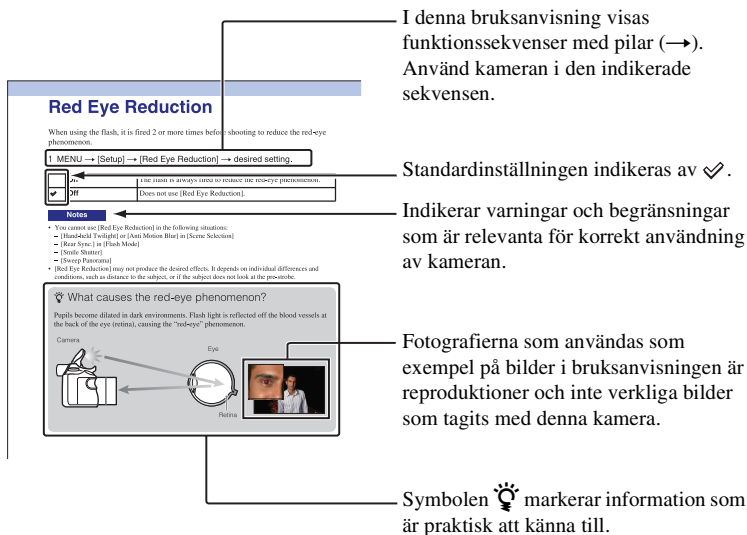 I denna bruksanvisning visas
funktionssekvenser med pilar (→).
Använd kameran i den indikerade
sekvensen.
Red Eye Reduction
When using the flash, it is fired 2 or more times before shooting to reduce the red-eye
phenomenon.
1 MENU → [Setup] → [Red Eye Reduction] → desired setting.
On The flash is always fired to reduce the red-eye phenomenon.
✔ Off Does not use [Red Eye Reduction].
Standardinställningen indikeras av ✔.
Notes
Indikerar varningar och begränsningar
som är relevanta för korrekt användning
av kameran.
• You cannot use [Red Eye Reduction] in the following situations:
– [Hand-held Twilight] or [Anti Motion Blur] in [Scene Selection]
– [Rear Sync.] in [Flash Mode]
– [Smile Shutter]
– [Sweep Panorama]
• [Red Eye Reduction] may not produce the desired effects. It depends on individual differences and
conditions, such as distance to the subject, or if the subject does not look at the pre-strobe.
What causes the red-eye phenomenon?
Pupils become dilated in dark environments. Flash light is reflected off the blood vessels at
the back of the eye (retina), causing the “red-eye” phenomenon.
Camera
Eye
Retina
Fotografierna som användas som
exempel på bilder i bruksanvisningen är
reproduktioner och inte verkliga bilder
som tagits med denna kamera.
Symbolen markerar information som
är praktisk att känna till.